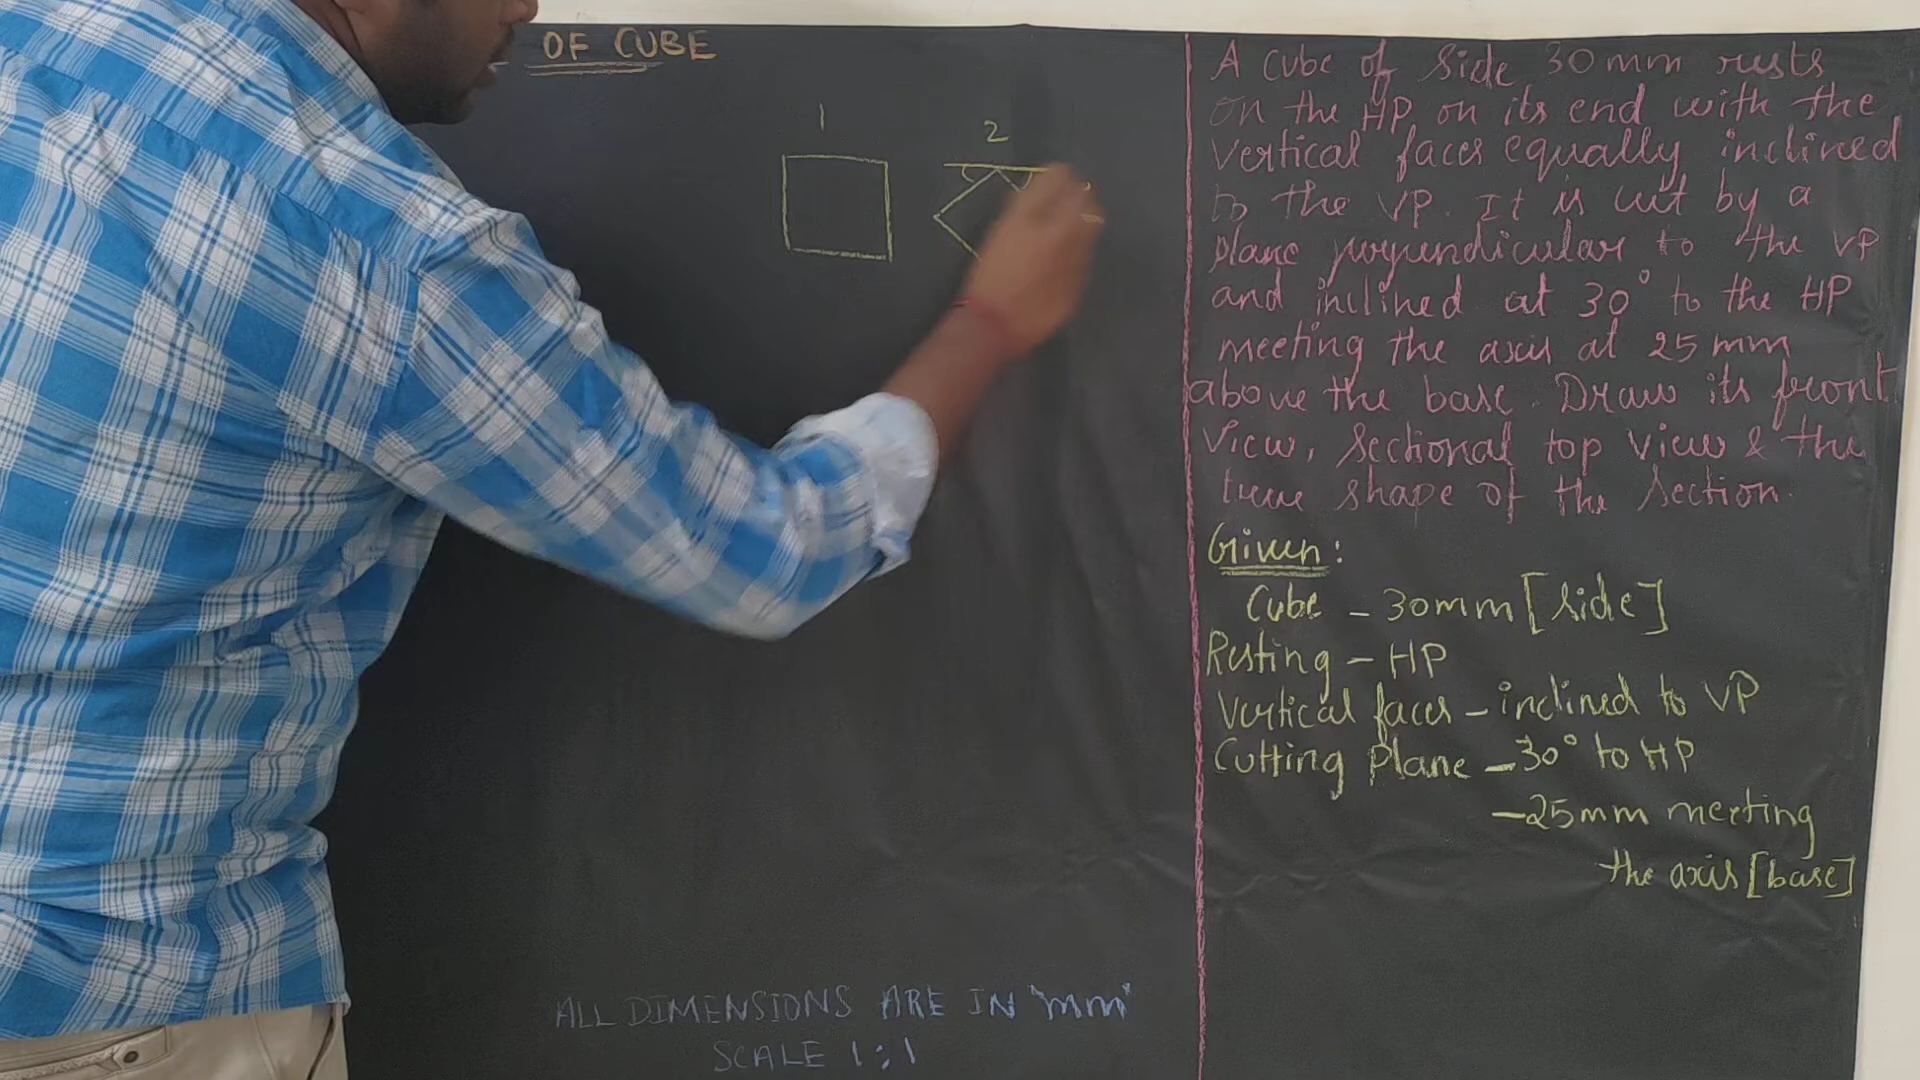 OF CUBE
1
2
A cube of side 30mm rests
on the HP on its end with the
vertical faces equally inclined
to the VP. It is cut by a
plane perpendicular to the VP
and inclined at 30° to the HP
meeting the axis at 25mm
above the base. Draw its front
view, sectional top view & the
true shape of the section.
Given:
Cube - 30mm [side]
Resting - HP
Vertical faces - inclined to VP
Cutting Plane - 30° to HP
- 25mm meeting
the axis [base]
ALL DIMENSIONS ARE IN 'mm'
SCALE 1:1